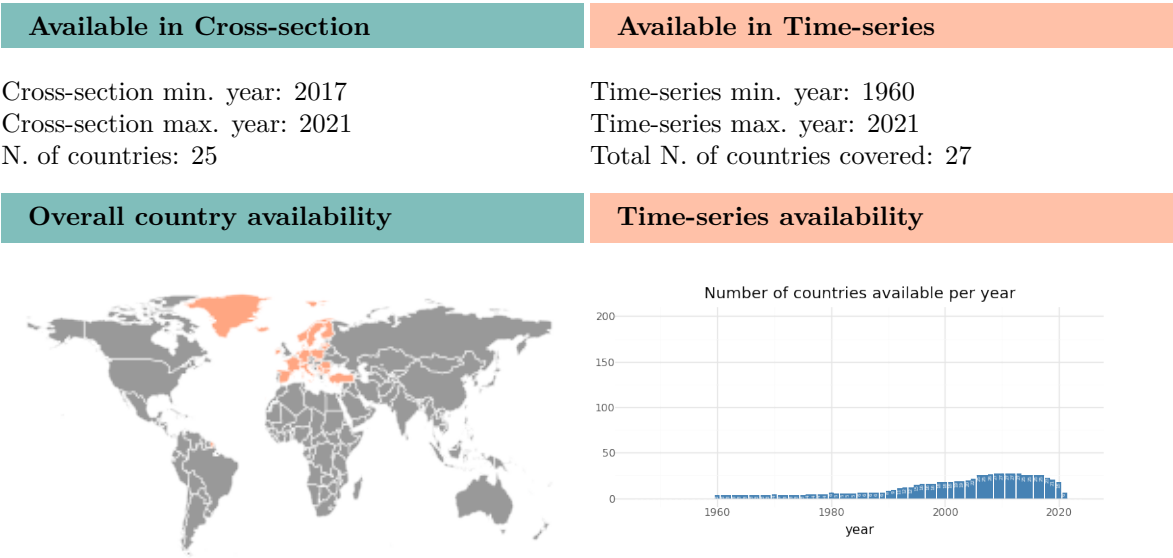 Available in Cross-section
Available in Time-series
Cross-section min. year: 2017
Cross-section max. year: 2021
N. of countries: 25
Time-series min. year: 1960
Time-series max. year: 2021
Total N. of countries covered: 27
Overall country availability
Time-series availability
Number of countries available per year
200
150
100
50
0
1960
1980
2000
2020
year